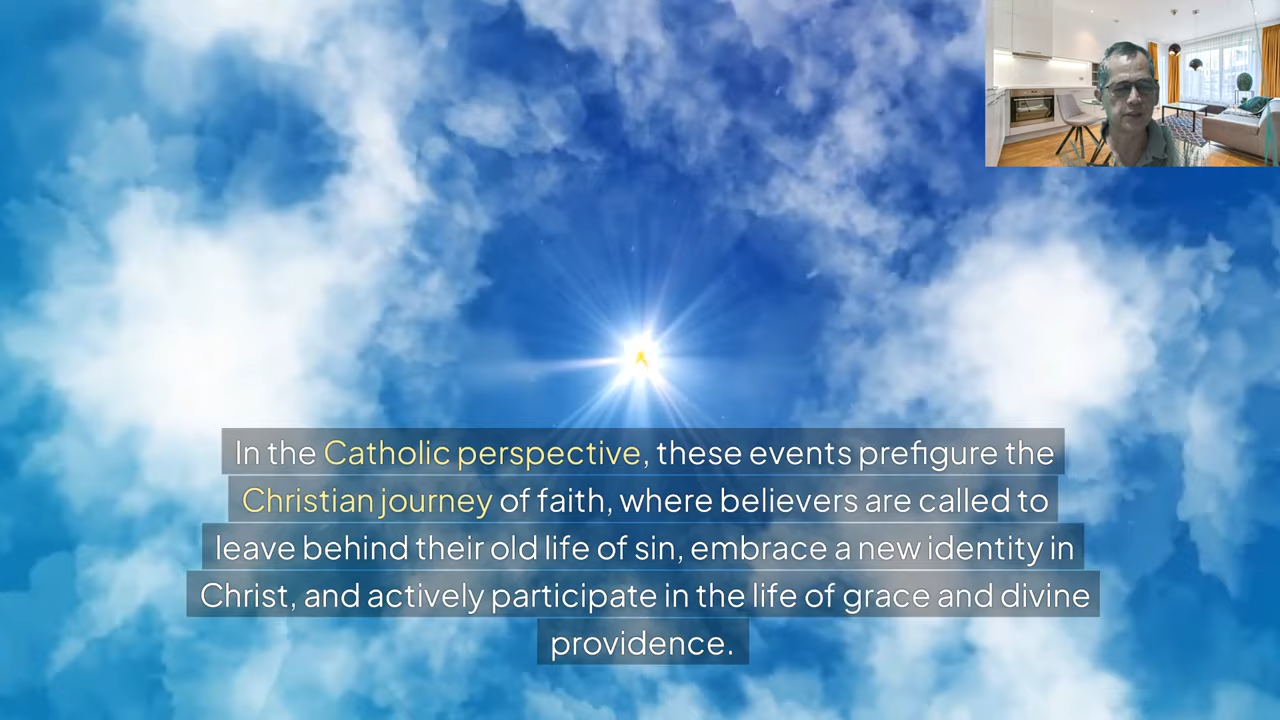 In the Catholic perspective, these events prefigure the
Christian journey of faith, where believers are called to
leave behind their old life of sin, embrace a new identity in
Christ, and actively participate in the life of grace and divine
providence.